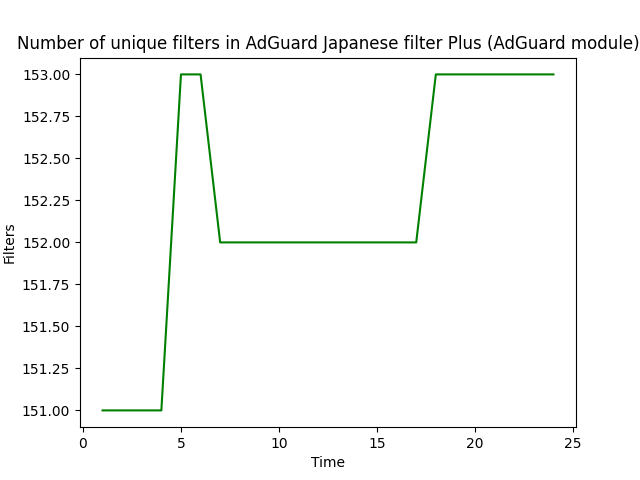 Number of unique filters in AdGuard Japanese filter Plus (AdGuard module)
153.00
152.75
152.50
152.25
152.00
151.75
151.50
151.25
151.00
Filters
0 5 10 15 20 25
Time